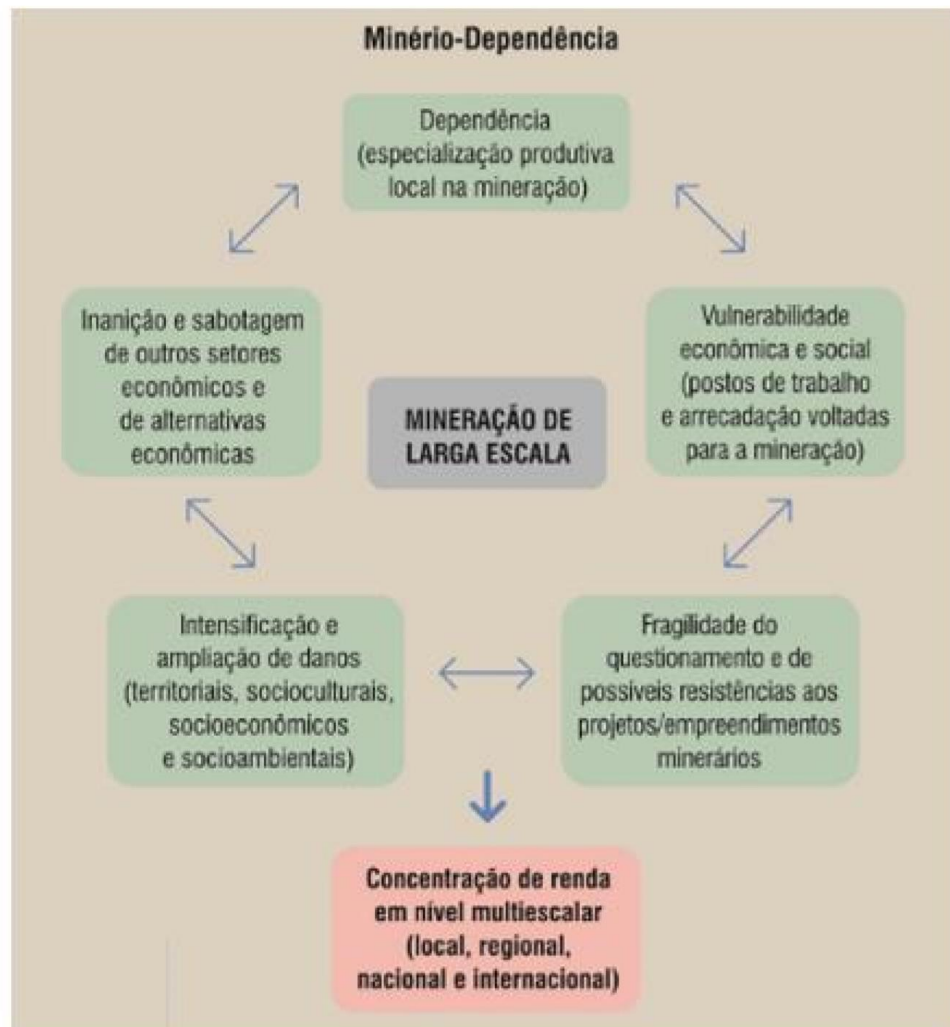 Minério-Dependência
Dependência
(especialização produtiva
local na mineração)
Inanição e sabotagem
de outros setores
econômicos e
de alternativas
econômicas
MINERAÇÃO DE
LARGA ESCALA
Vulnerabilidade
econômica e social
(postos de trabalho
e arrecadação voltadas
para a mineração)
Intensificação e
ampliação de danos
(territoriais, socioculturais,
socioeconômicos
e socioambientais)
Fragilidade do
questionamento e de
possíveis resistências aos
projetos/empreendimentos
minerários
Concentração de renda
em nível multiescalar
(local, regional,
nacional e internacional)